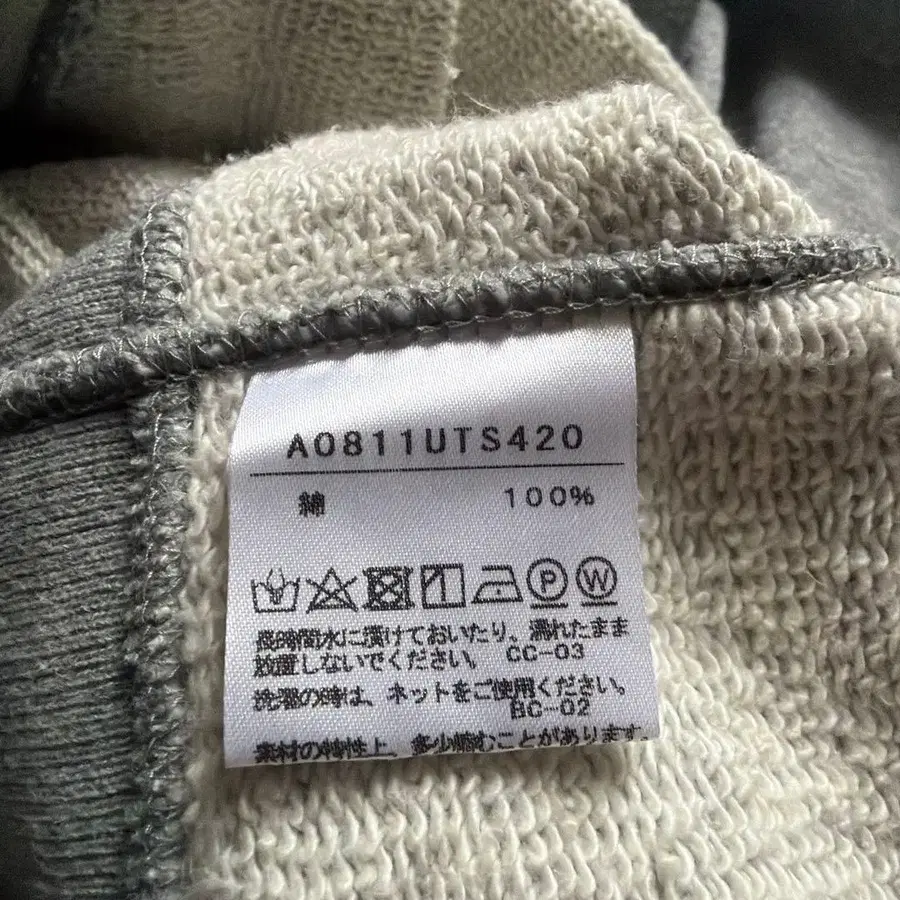 A0811UTS420
綿 100%
P W
長時間水に漬けておいたり、濡れたまま
放置しないでください。 CC-03
洗濯の時は、ネットをご使用ください。
BC-02
素材の特性上、多少縮むことがあります。